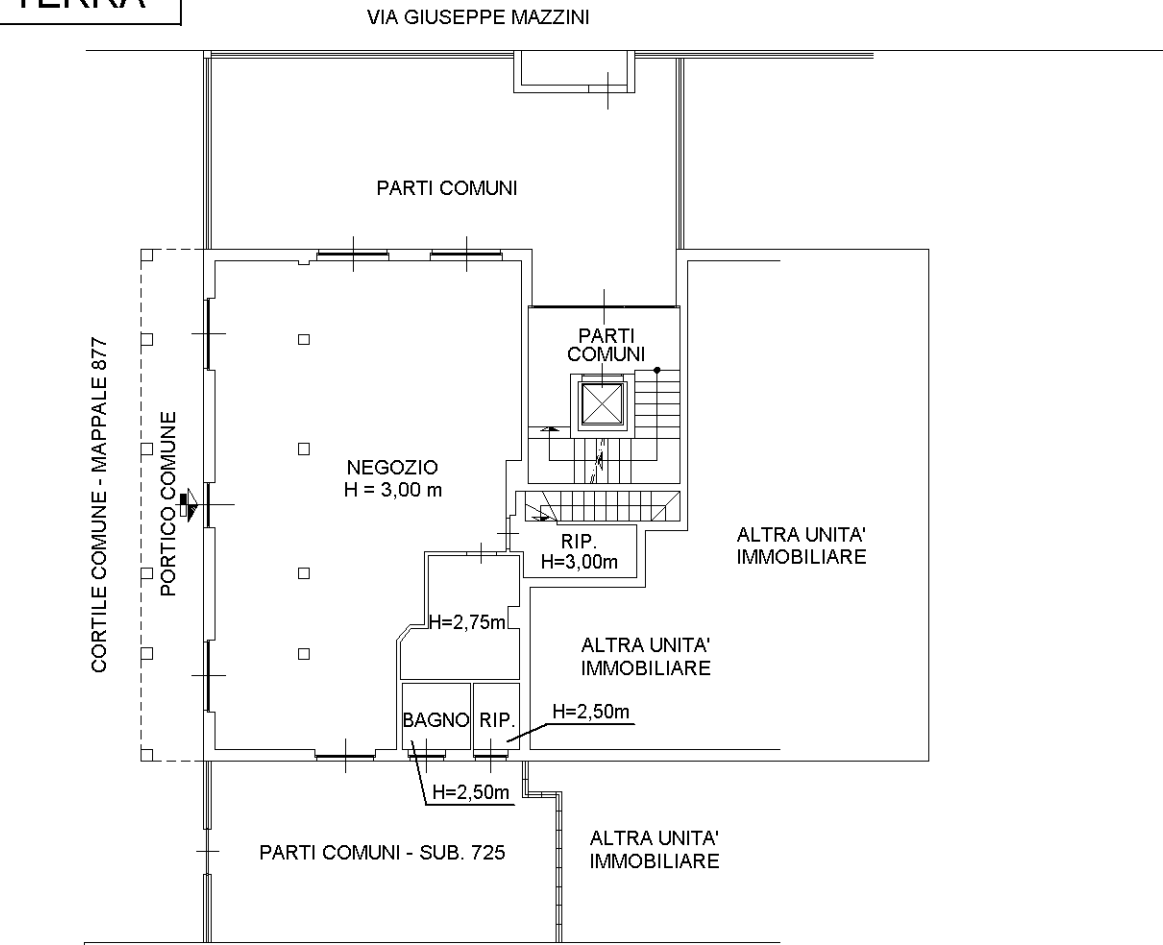 TERRA
VIA GIUSEPPE MAZZINI
PARTI COMUNI
PARTI
COMUNI
CORTILE COMUNE - MAPPALE 877
PORTICO COMUNE
NEGOZIO
H = 3,00 m
RIP.
H=3,00m
ALTRA UNITA'
IMMOBILIARE
H=2,75m
ALTRA UNITA'
IMMOBILIARE
BAGNO
RIP.
H=2,50m
H=2,50m
PARTI COMUNI - SUB. 725
ALTRA UNITA'
IMMOBILIARE